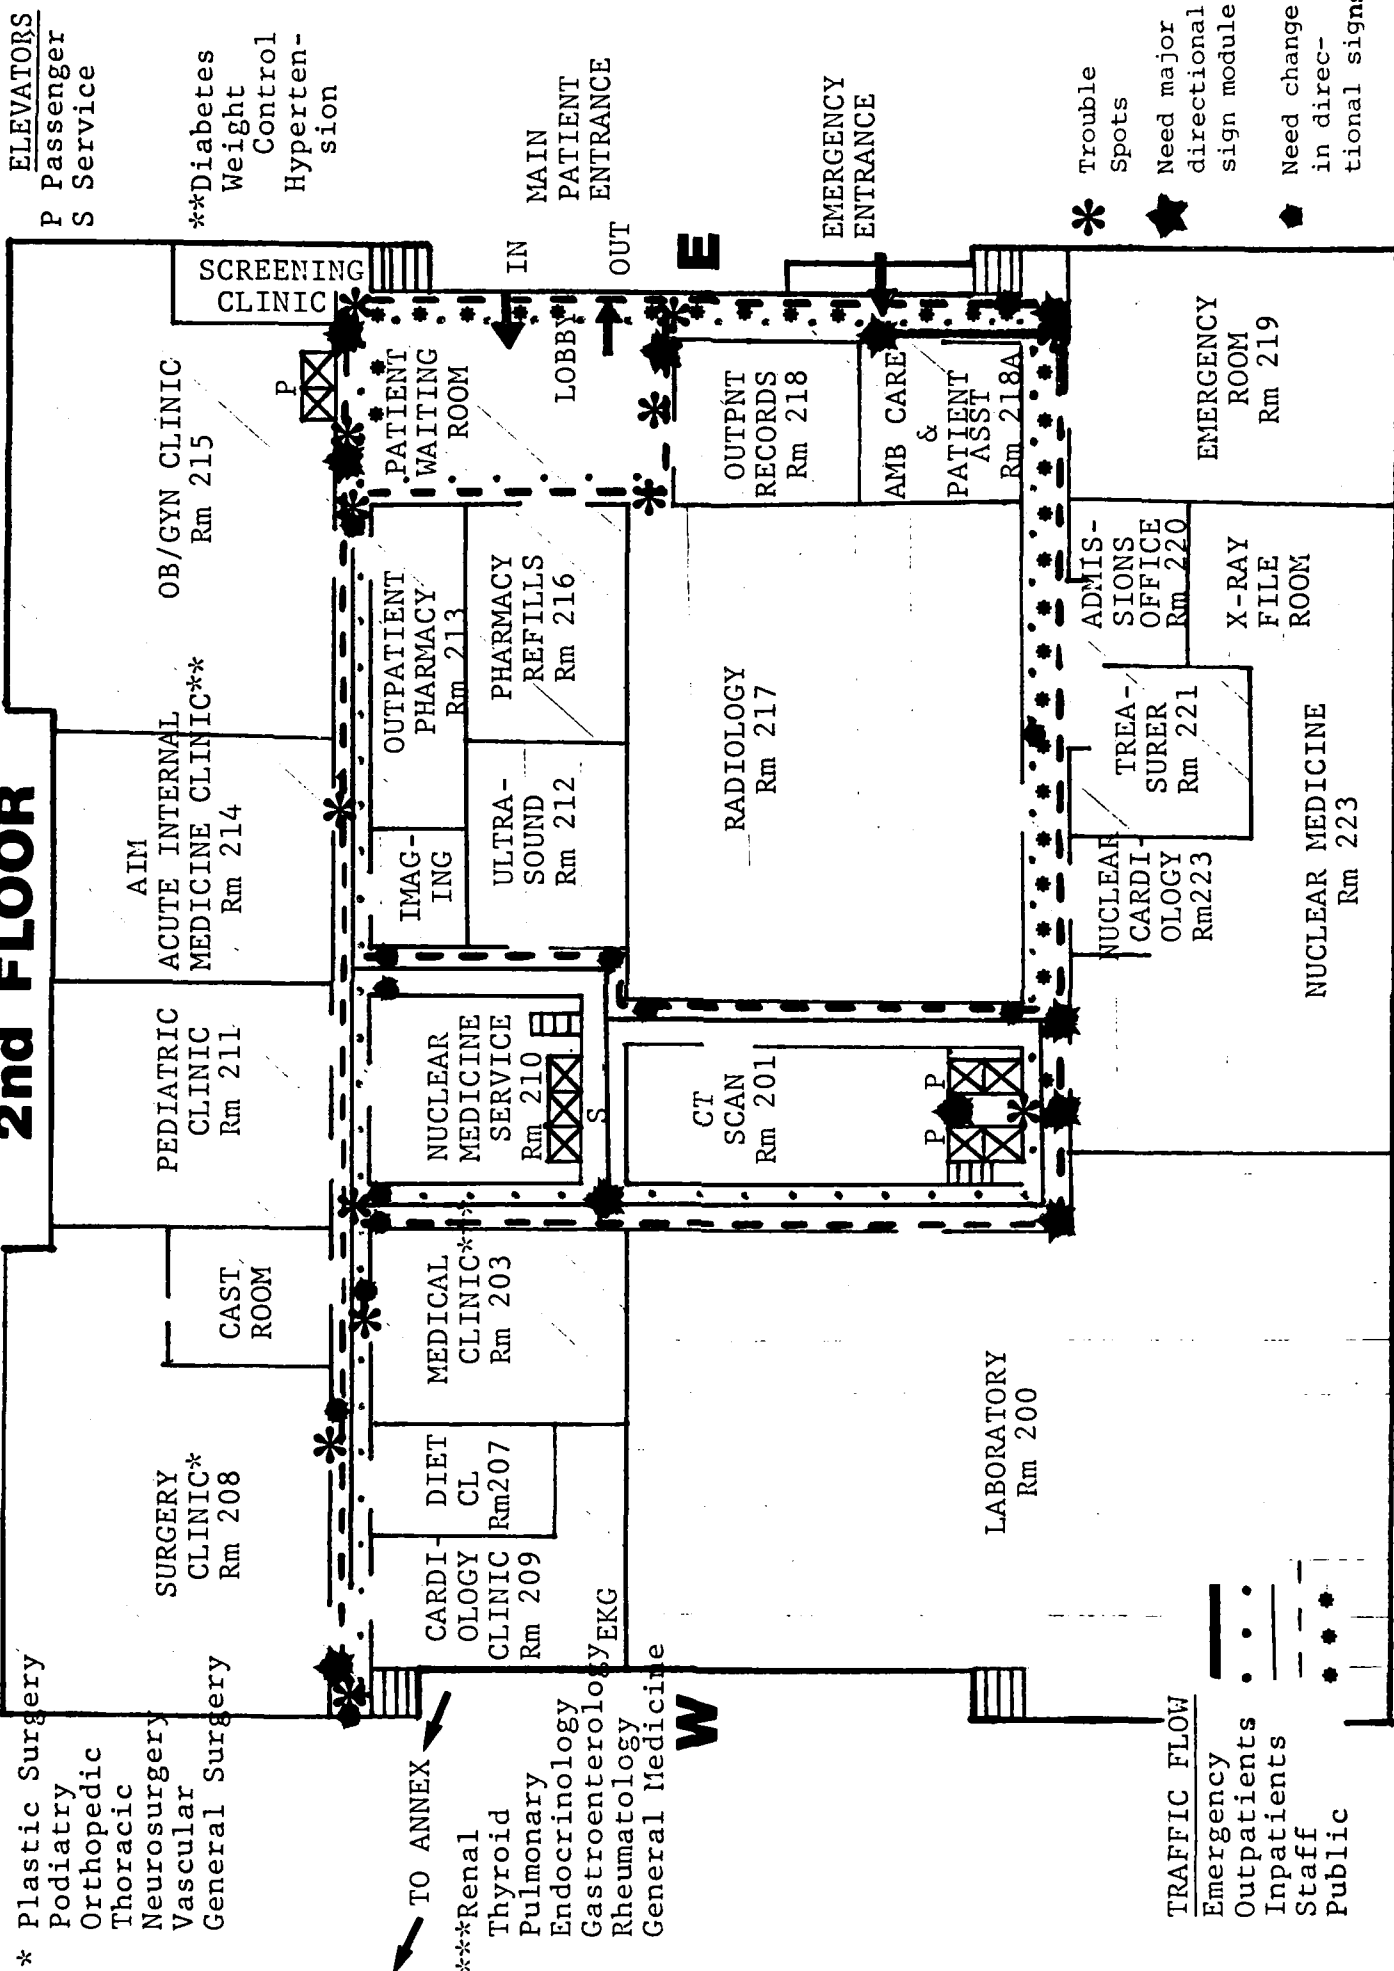 2nd FLOOR
ELEVATORS
P Passenger
S Service
**Diabetes
Weight
Control
Hyperten-
sion
MAIN
PATIENT
ENTRANCE
IN
OUT
E
EMERGENCY
ENTRANCE
Trouble
Spots
Need major
directional
sign module
Need change
in direc-
tional signs
SCREENING
CLINIC
P
OB/GYN CLINIC
Rm 215
AIM
ACUTE INTERNAL
MEDICINE CLINIC**
Rm 214
PEDIATRIC
CLINIC
Rm 211
CAST
ROOM
SURGERY
CLINIC*
Rm 208
PATIENT
WAITING
ROOM
LOBBY
OUTPATIENT
PHARMACY
Rm 213
PHARMACY
REFILLS
Rm 216
IMAG-
ING
ULTRA-
SOUND
Rm 212
NUCLEAR
MEDICINE
SERVICE
Rm 210
S
MEDICAL
CLINIC***
Rm 203
DIET
CL
Rm207
CARDI-
OLOGY
CLINIC
Rm 209
EKG
OUTPNT
RECORDS
Rm 218
AMB CARE
&
PATIENT
ASST
Rm 218A
RADIOLOGY
Rm 217
CT
SCAN
Rm 201
P
P
LABORATORY
Rm 200
EMERGENCY
ROOM
Rm 219
ADMIS-
SIONS
OFFICE
Rm 220
X-RAY
FILE
ROOM
TREA-
SURER
Rm 221
NUCLEAR
CARDI-
OLOGY
Rm223
NUCLEAR MEDICINE
Rm 223
* Plastic Surgery
Podiatry
Orthopedic
Thoracic
Neurosurgery
Vascular
General Surgery
TO ANNEX
***Renal
Thyroid
Pulmonary
Endocrinology
Gastroenterology
Rheumatology
General Medicine
W
TRAFFIC FLOW
Emergency
Outpatients
Inpatients
Staff
Public